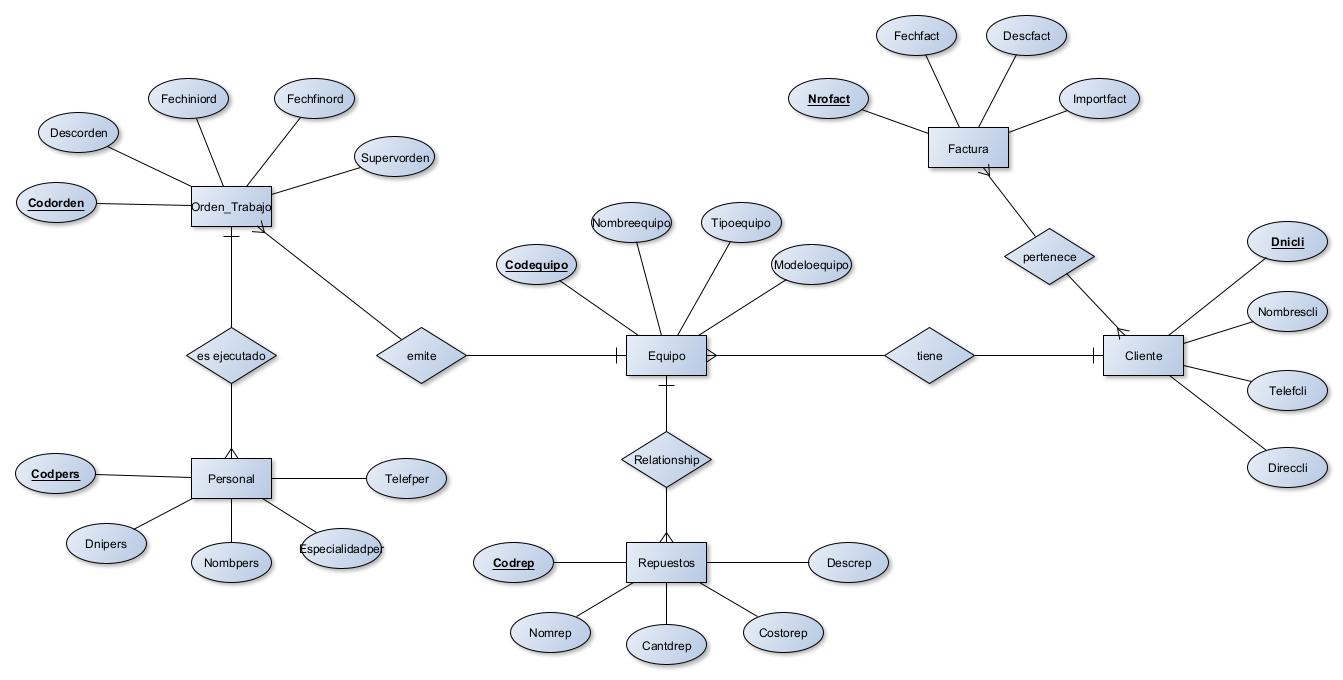 Fechfact
Descfact
Nrofact
Importfact
Factura
Fechiniord
Fechfinord
Descorden
Supervorden
Codorden
Orden_Trabajo
Nombreequipo
Tipoequipo
Codequipo
Modeloequipo
pertenece
Dnicli
Nombrescli
es ejecutado
emite
Equipo
tiene
Cliente
Telefcli
Direccli
Relationship
Codpers
Personal
Telefper
Dnipers
Nombpers
Especialidadper
Codrep
Repuestos
Descrep
Nomrep
Cantdrep
Costorep